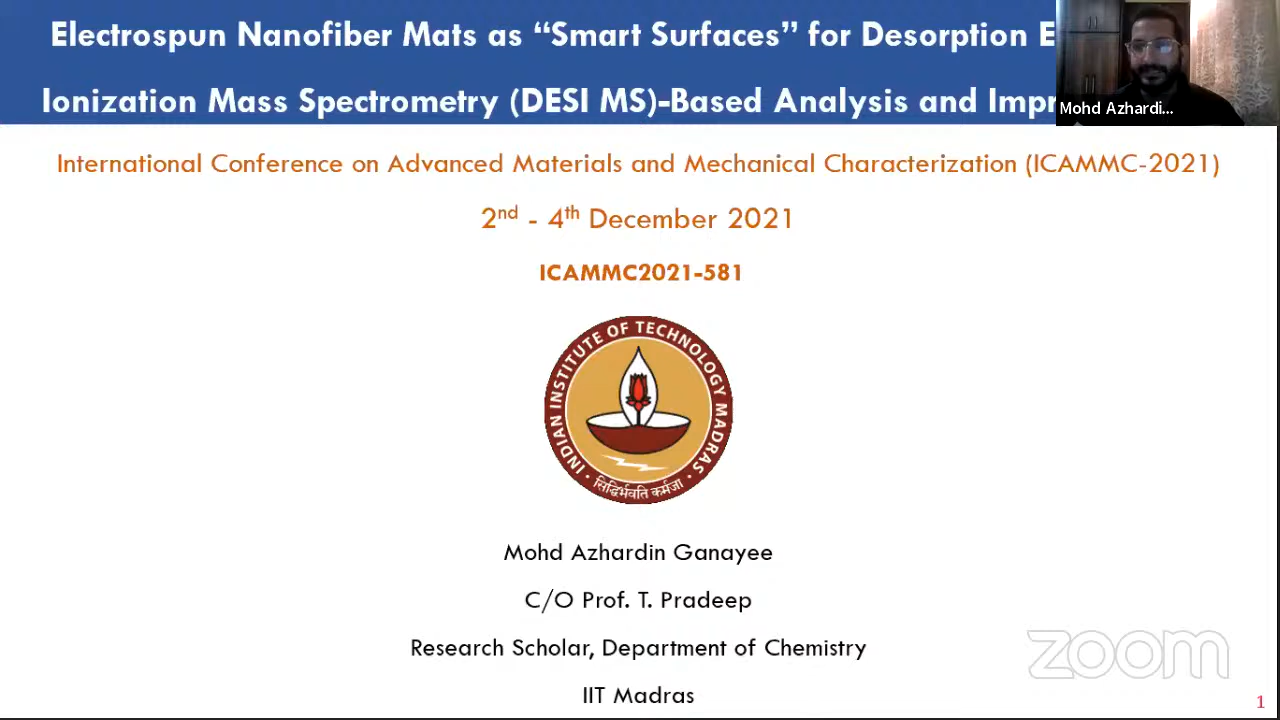 Electrospun Nanofiber Mats as “Smart Surfaces” for Desorption E
Ionization Mass Spectrometry (DESI MS)-Based Analysis and Impr
Mohd Azhardi...
International Conference on Advanced Materials and Mechanical Characterization (ICAMMC-2021)
2nd - 4th December 2021
ICAMMC2021-581
INDIAN INSTITUTE OF TECHNOLOGY MADRAS
सिद्धिर्भवति कर्मजा
Mohd Azhardin Ganayee
C/O Prof. T. Pradeep
Research Scholar, Department of Chemistry
IIT Madras
zoom
1